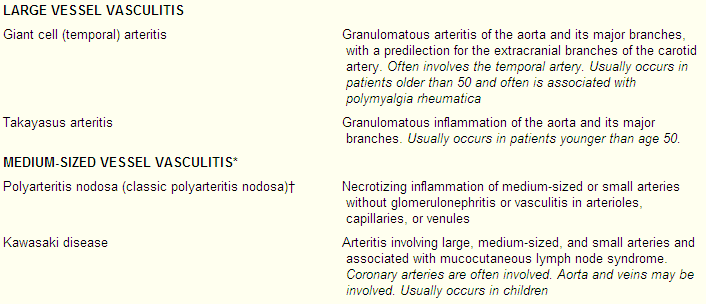 LARGE VESSEL VASCULITIS
Giant cell (temporal) arteritis
Granulomatous arteritis of the aorta and its major branches,
with a predilection for the extracranial branches of the carotid
artery. Often involves the temporal artery. Usually occurs in
patients older than 50 and often is associated with
polymyalgia rheumatica
Takayasus arteritis
Granulomatous inflammation of the aorta and its major
branches. Usually occurs in patients younger than age 50.
MEDIUM-SIZED VESSEL VASCULITIS*
Polyarteritis nodosa (classic polyarteritis nodosa)†
Necrotizing inflammation of medium-sized or small arteries
without glomerulonephritis or vasculitis in arterioles,
capillaries, or venules
Kawasaki disease
Arteritis involving large, medium-sized, and small arteries and
associated with mucocutaneous lymph node syndrome.
Coronary arteries are often involved. Aorta and veins may be
involved. Usually occurs in children